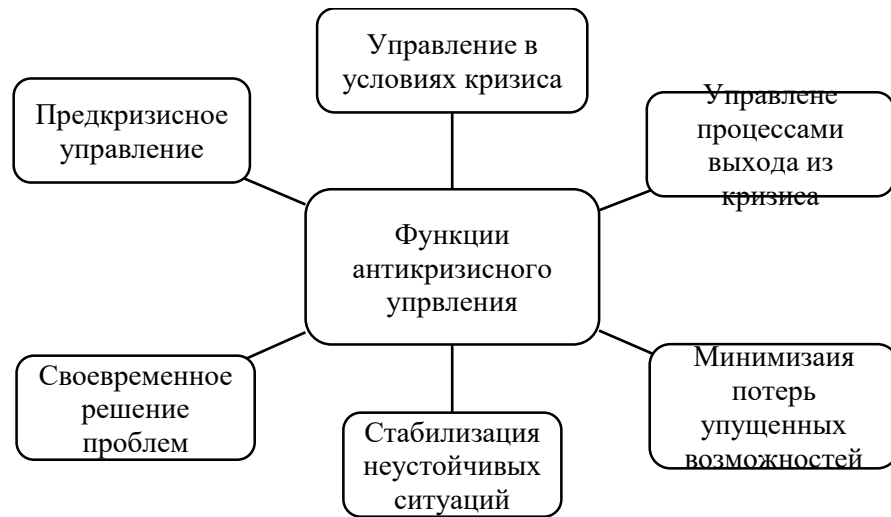 Управление в
условиях кризиса
Предкризисное
управление
Управлене
процессами
выхода из
кризиса
Функции
антикризисного
упрвления
Своевременное
решение
проблем
Стабилизация
неустойчивых
ситуаций
Минимизаия
потерь
упущенных
возможностей